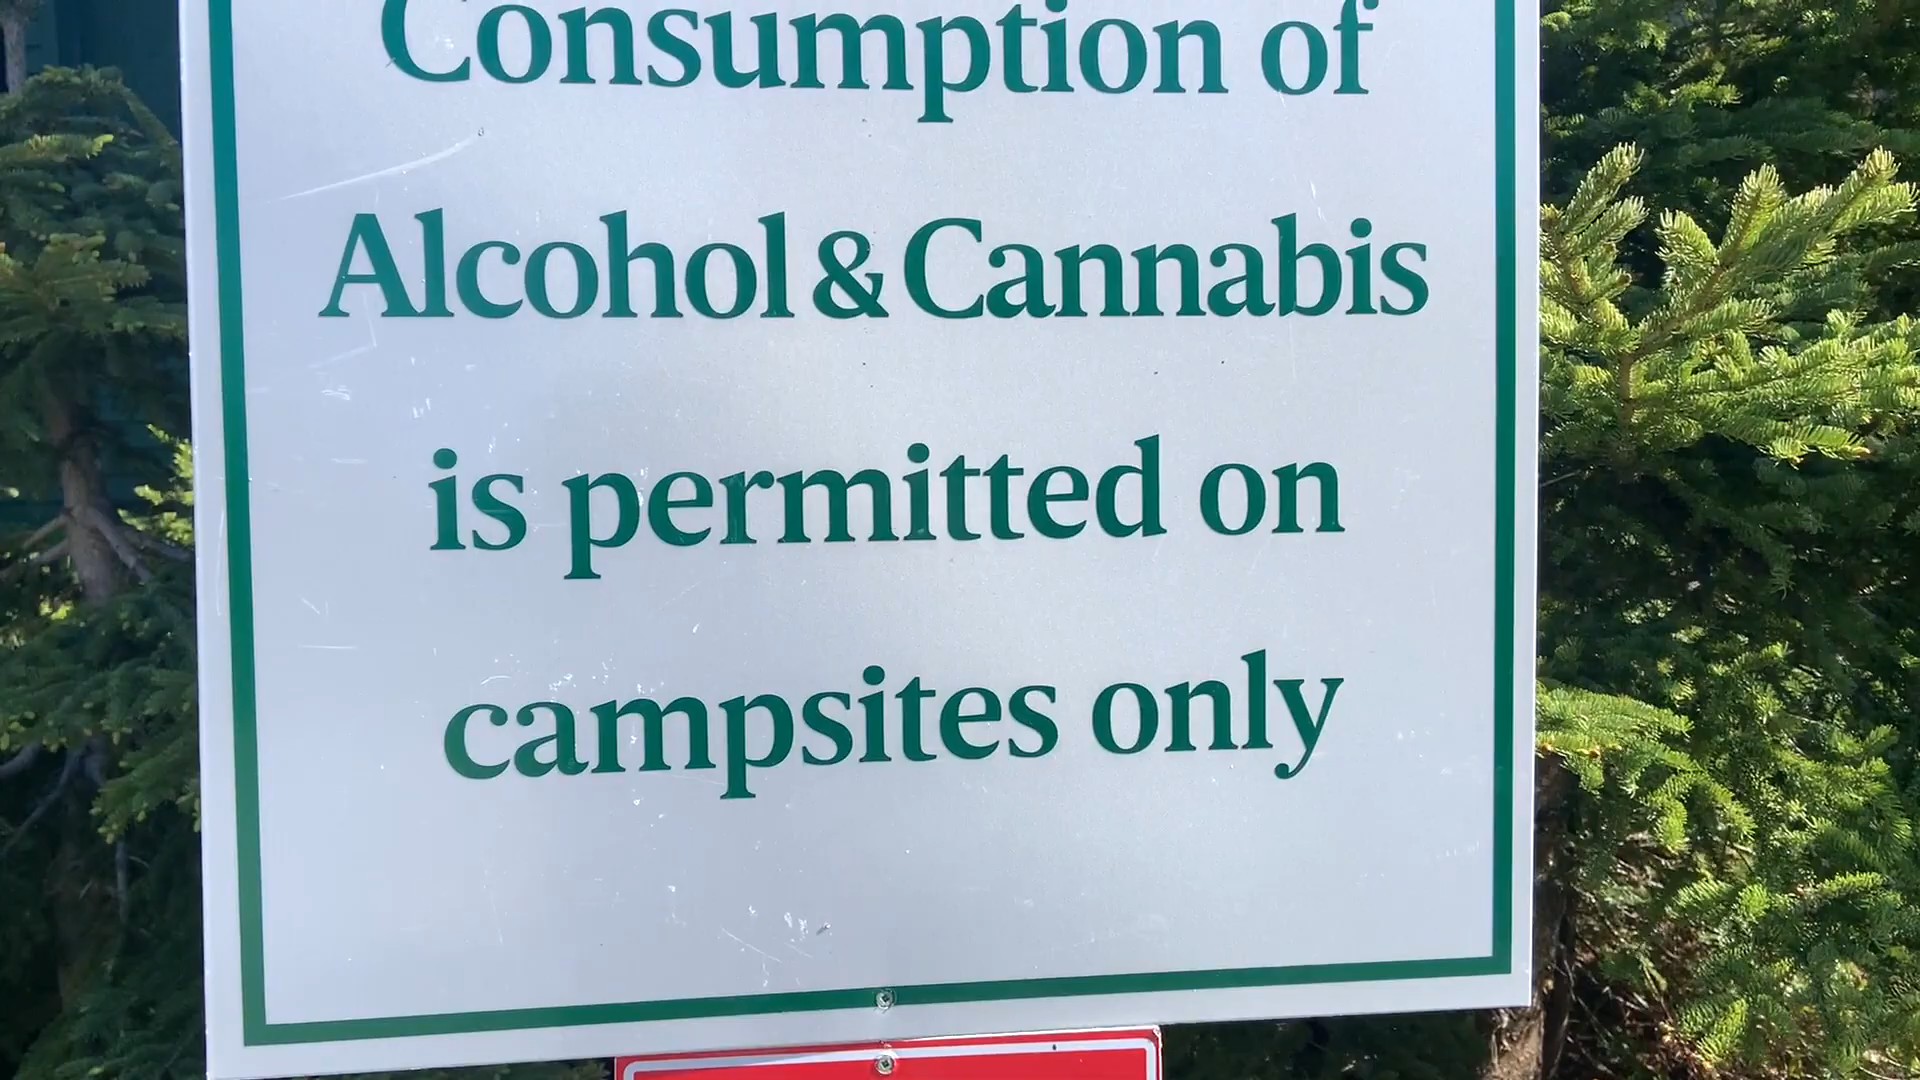 Consumption of
Alcohol & Cannabis
is permitted on
campsites only